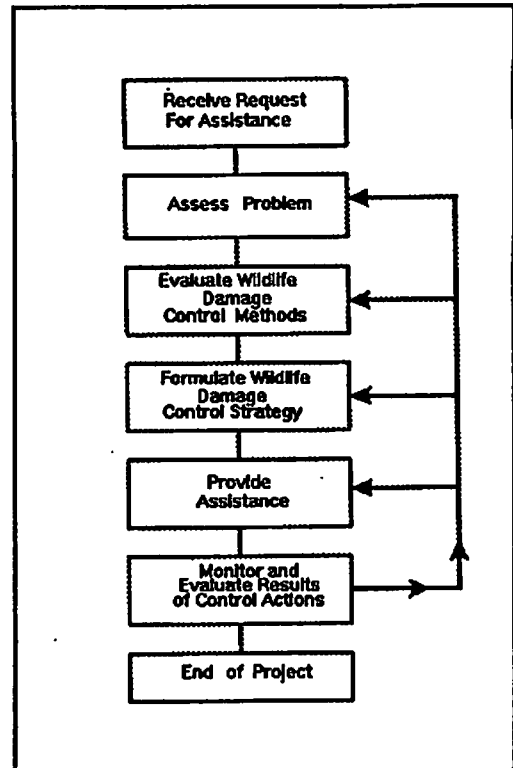 Receive Request
For Assistance
Assess Problem
Evaluate Wildlife
Damage
Control Methods
Formulate Wildlife
Damage
Control Strategy
Provide
Assistance
Monitor and
Evaluate Results
of Control Actions
End of Project